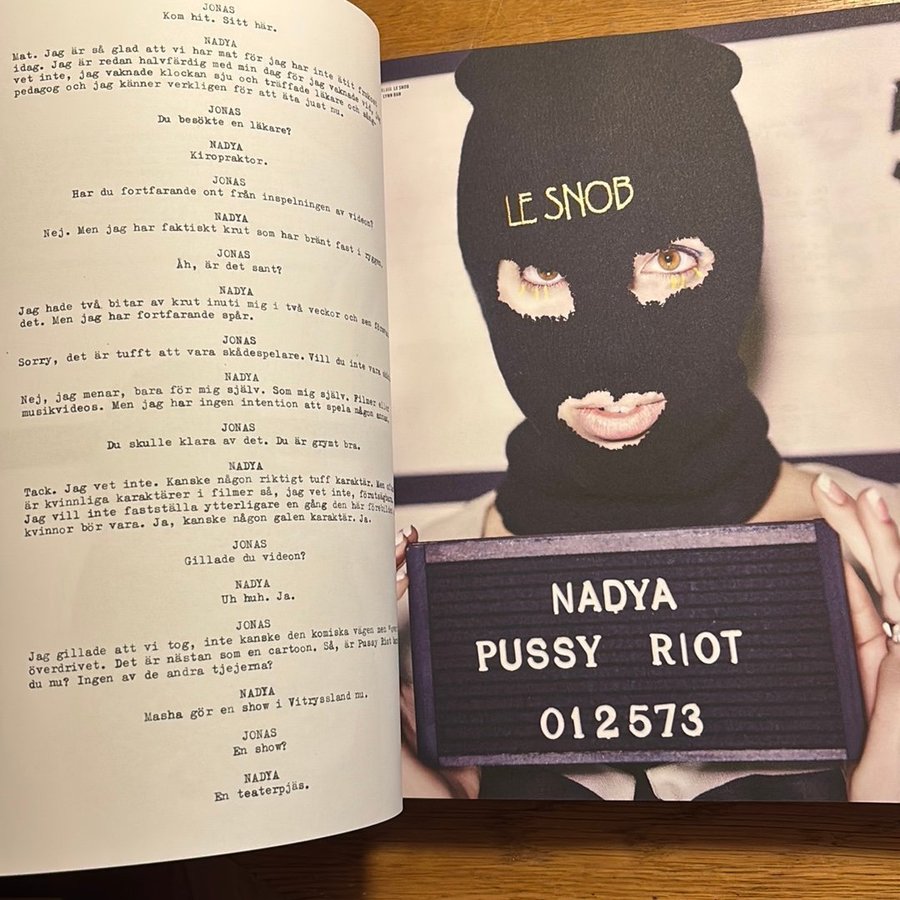 JONAS
Kom hit. Sitt här.
NADYA
Mat. Jag är så glad att vi har mat för jag har inte ätit
idag. Jag är redan halvfärdig med min dag för jag vaknade
vet inte, jag vaknade klockan sju och träffade läkare och
pedagog och jag känner verkligen för att äta just nu.
JONAS
Du besökte en läkare?
NADYA
Kiropraktor.
JONAS
Har du fortfarande ont från inspelningen av videon?
NADYA
Nej. Men jag har faktiskt krut som har bränt fast i ryggen.
JONAS
Åh, är det sant?
NADYA
Jag hade två bitar av krut inuti mig i två veckor och sen
det. Men jag har fortfarande spår.
JONAS
Sorry, det är tufft att vara skådespelare. Vill du inte vara
NADYA
Nej, jag menar, bara för mig själv. Som mig själv. Filmer eller
musikvideos. Men jag har ingen intention att spela någon annan.
JONAS
Du skulle klara av det. Du är grymt bra.
NADYA
Tack. Jag vet inte. Kanske någon riktigt tuff karaktär. Men
är kvinnliga karaktärer i filmer så, jag vet inte,
Jag vill inte fastställa ytterligare en gång den här
kvinnor bör vara. Ja, kanske någon galen karaktär. Ja.
JONAS
Gillade du videon?
NADYA
Uh huh. Ja.
JONAS
Jag gillade att vi tog, inte kanske den komiska vägen men
överdrivet. Det är nästan som en cartoon. Så, är Pussy Riot
du nu? Ingen av de andra tjejerna?
NADYA
Masha gör en show i Vitryssland nu.
JONAS
En show?
NADYA
En teaterpjäs.
LE SNOB
LYNN BAN
LE SNOB
NADYA
PUSSY RIOT
012573